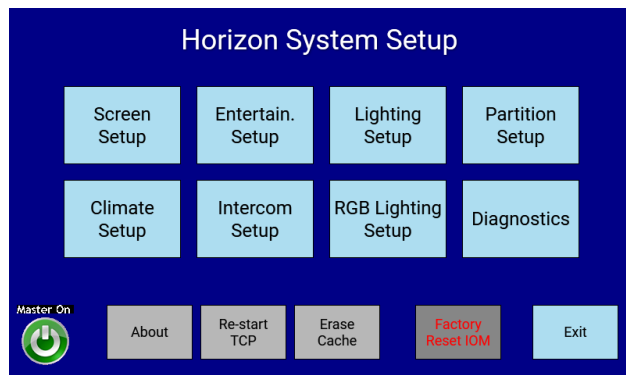 Horizon System Setup
Screen
Setup
Entertain.
Setup
Lighting
Setup
Partition
Setup
Climate
Setup
Intercom
Setup
RGB Lighting
Setup
Diagnostics
Master On
About
Re-start
TCP
Erase
Cache
Factory
Reset IOM
Exit